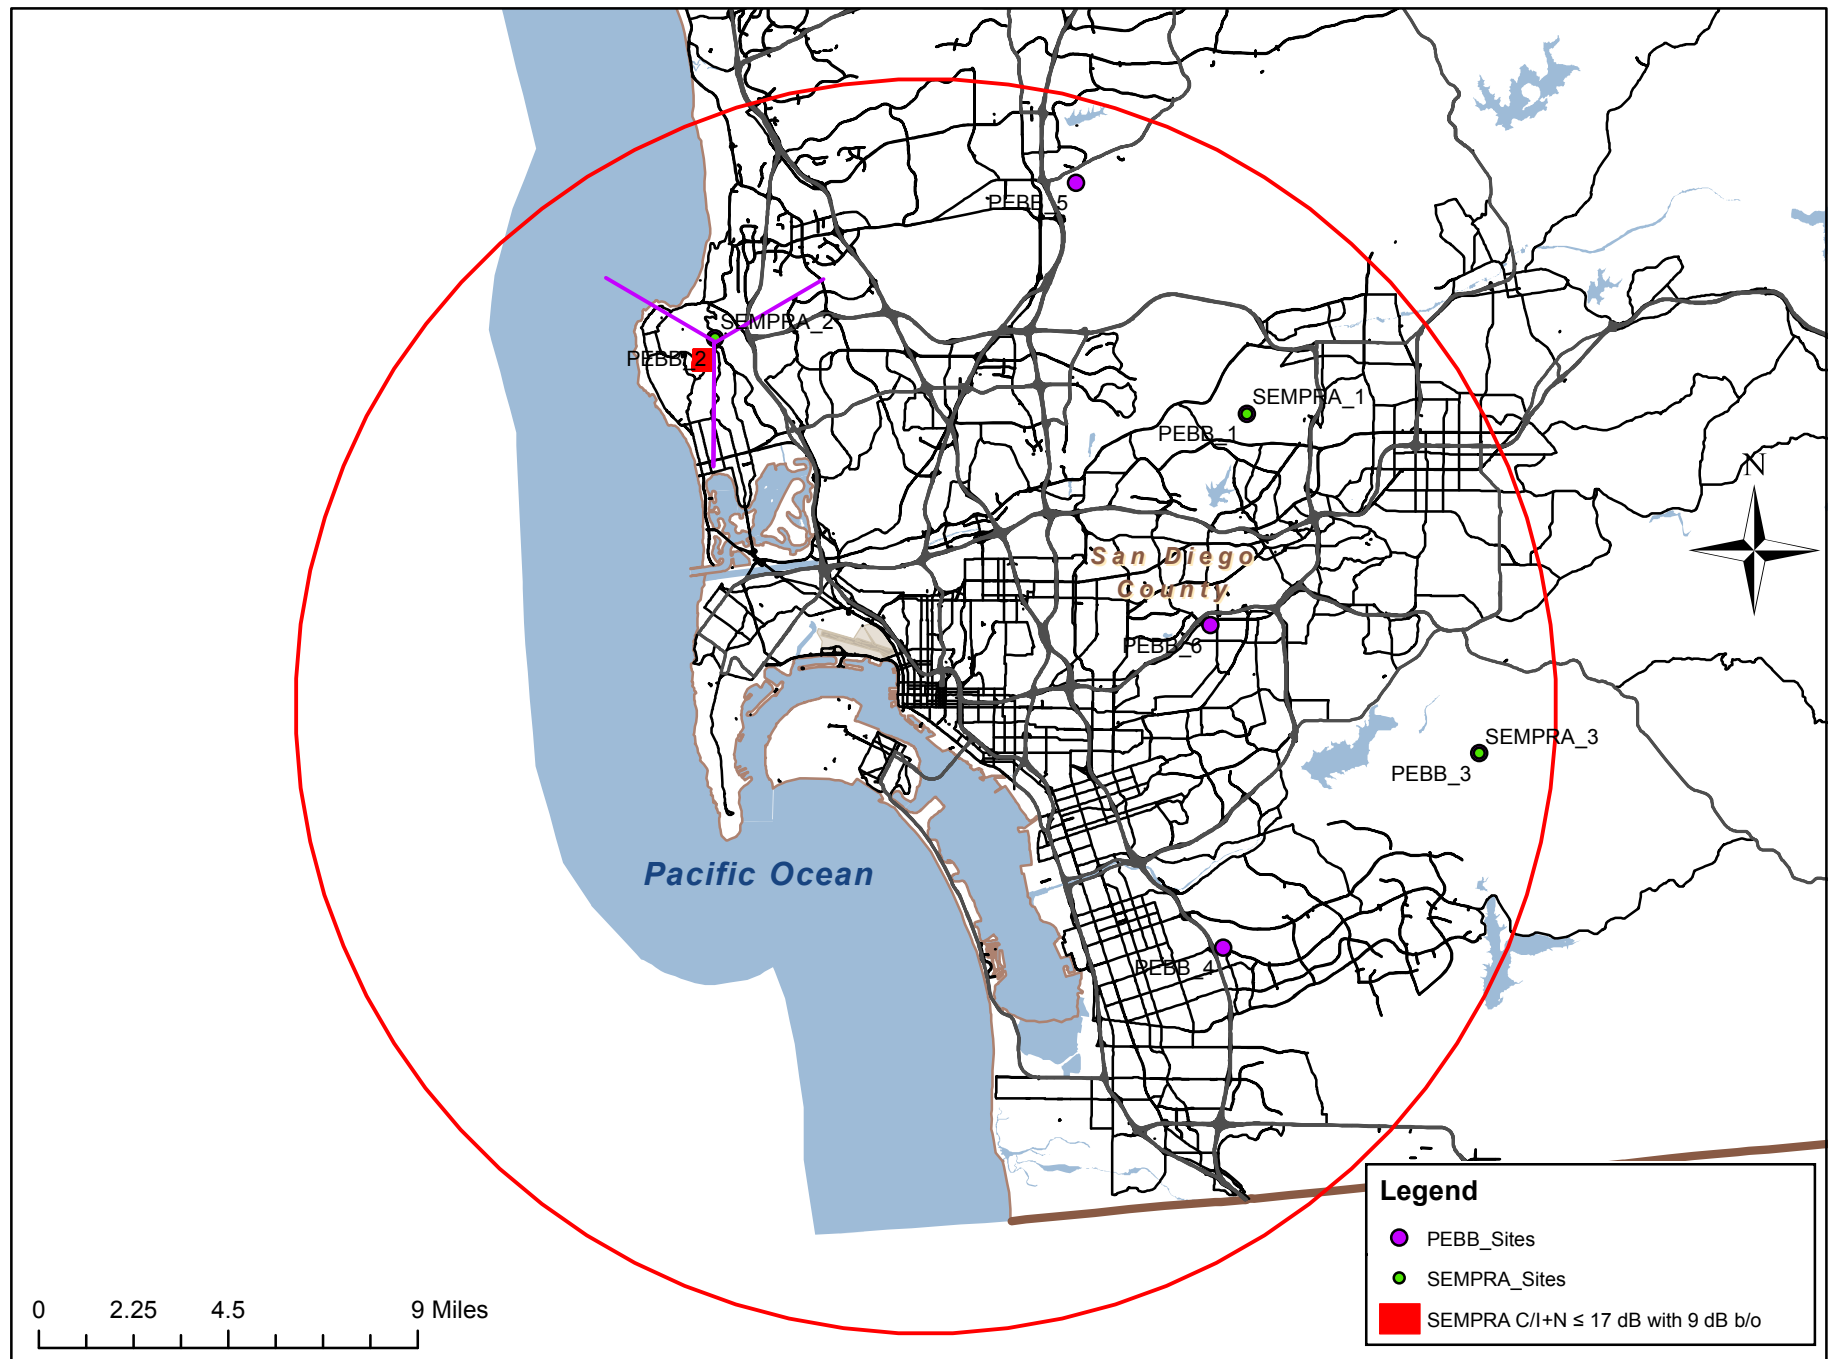 PEBB_5
SEMPRA_2
PEBB_2
SEMPRA_1
PEBB_1
N
San Diego
County
PEBB_6
SEMPRA_3
PEBB_3
Pacific Ocean
PEBB_4
Legend
PEBB_Sites
SEMPRA_Sites
SEMPRA C/I+N ≤ 17 dB with 9 dB b/o
0 2.25 4.5 9 Miles